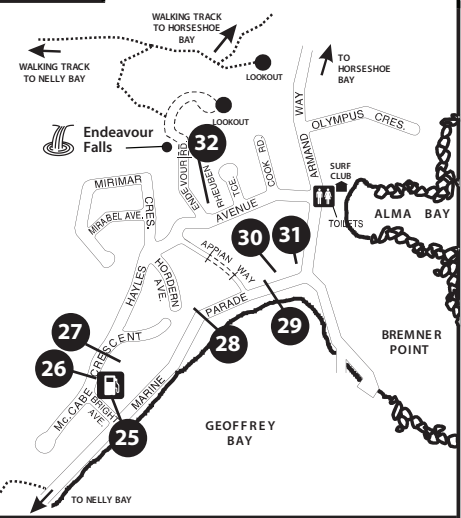 WALKING TRACK
TO HORSESHOE
BAY
WALKING TRACK
TO NELLY BAY
LOOKOUT
TO
HORSESHOE
BAY
LOOKOUT
Endeavour
Falls
32
ARMAND WAY
OLYMPUS CRES.
SURF
CLUB
TOILETS
ALMA BAY
ENDEAVOUR RD.
RHEUBEN TCE.
COOK RD.
MIRIMAR
CRES.
MIRABEL AVE.
AVENUE
HAYLES
HORDERN
AVE.
APPIAN WAY
30
31
29
28
27
26
25
Mc.CABE CRESCENT
BRIGHT
AVE.
MARINE PARADE
BREMNER
POINT
GEOFFREY
BAY
TO NELLY BAY